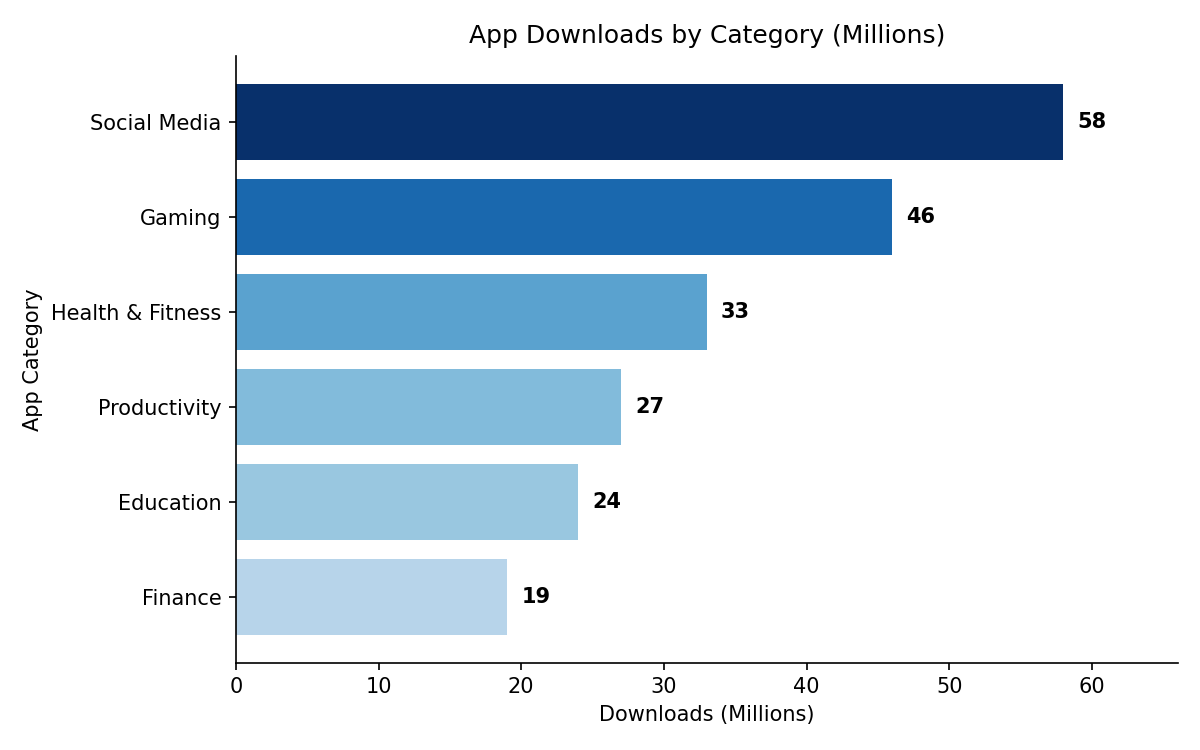 App Downloads by Category (Millions)
App Category
Social Media 58
Gaming 46
Health & Fitness 33
Productivity 27
Education 24
Finance 19
0 10 20 30 40 50 60
Downloads (Millions)